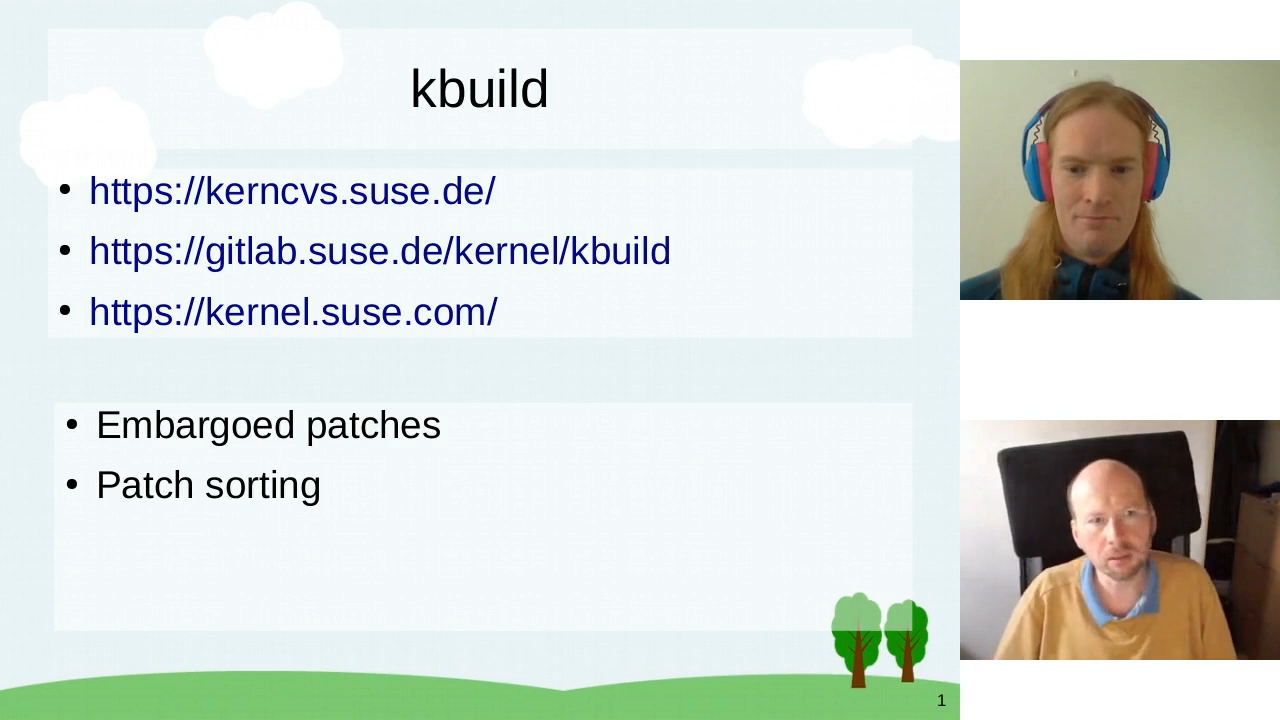 kbuild
• https://kerncvs.suse.de/
• https://gitlab.suse.de/kernel/kbuild
• https://kernel.suse.com/
• Embargoed patches
• Patch sorting
1